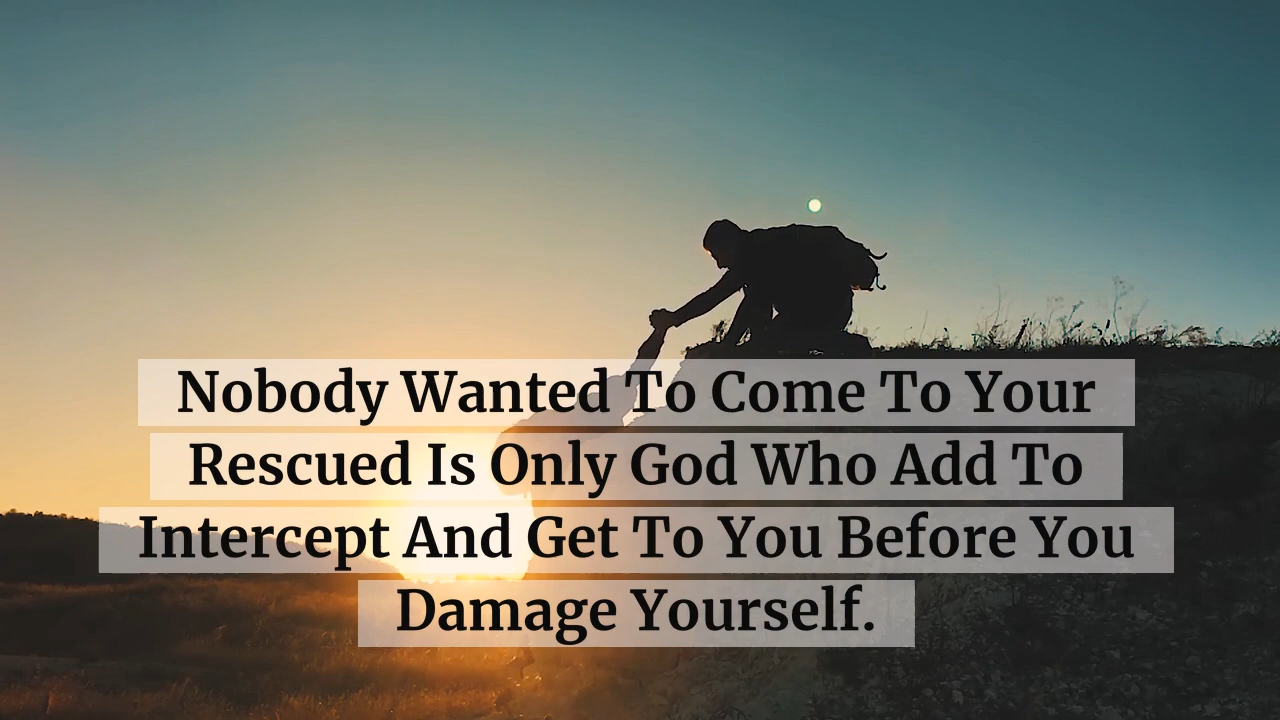 Nobody Wanted To Come To Your
Rescued Is Only God Who Add To
Intercept And Get To You Before You
Damage Yourself.